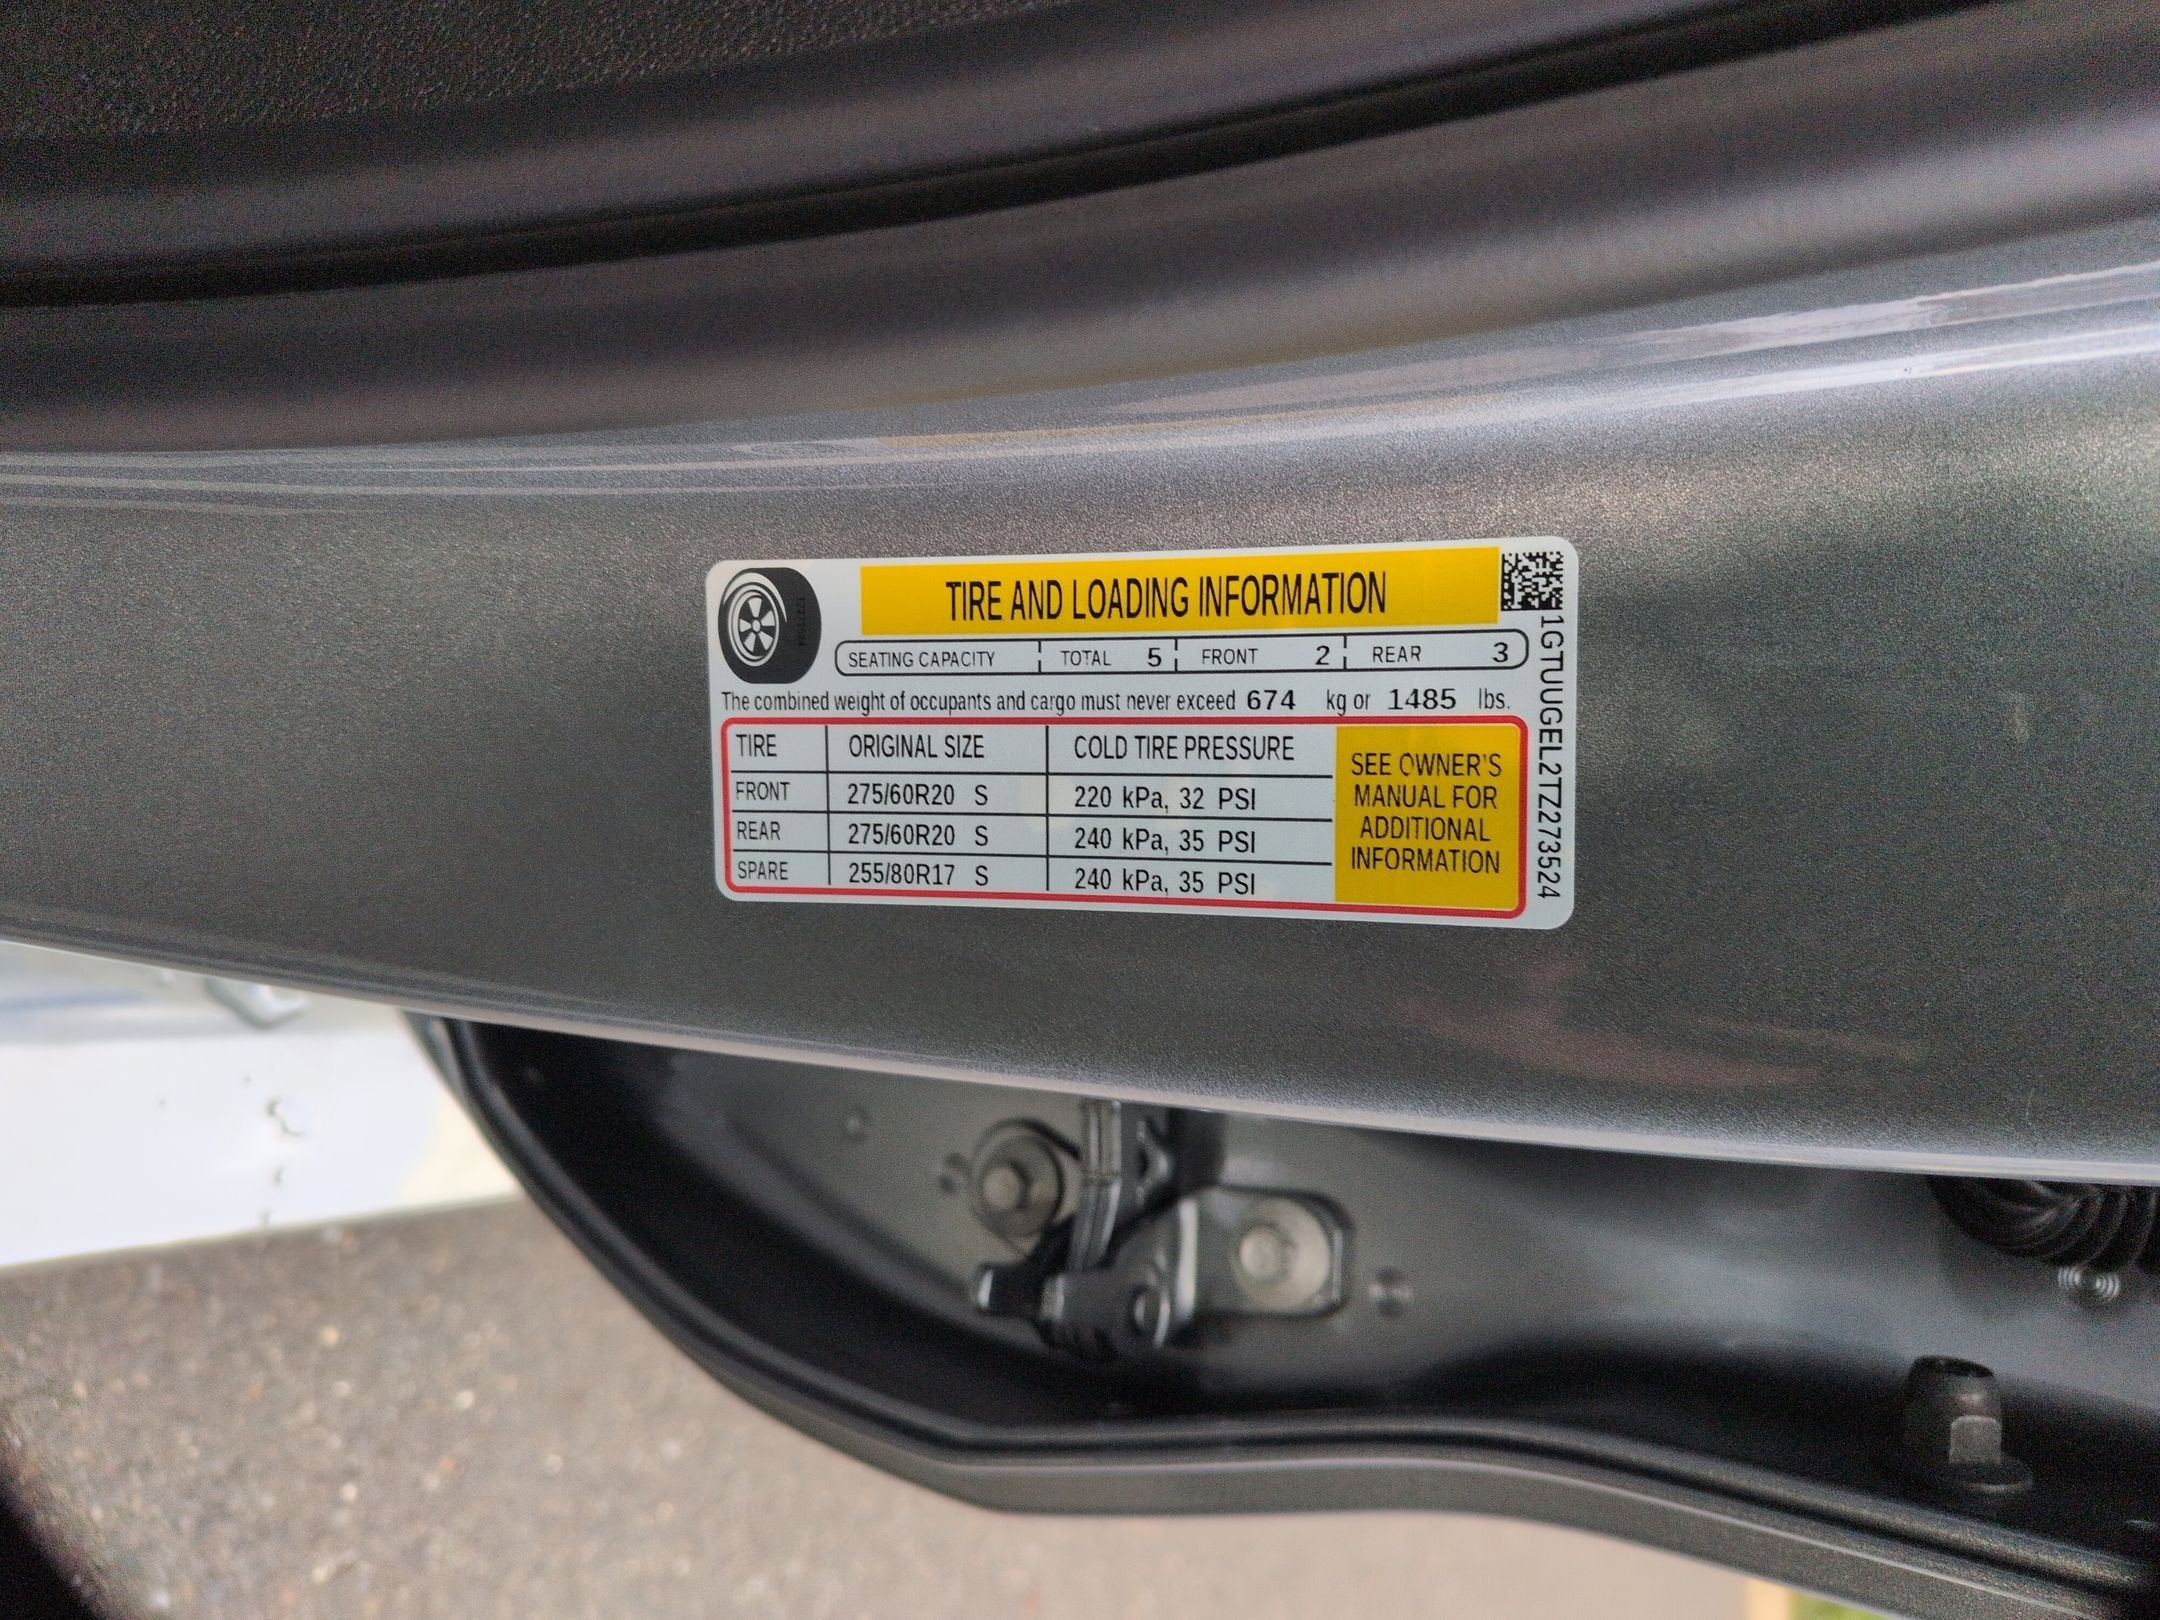 TIRE AND LOADING INFORMATION
SEATING CAPACITY TOTAL 5 FRONT 2 REAR 3
The combined weight of occupants and cargo must never exceed 674 kg or 1485 lbs.
TIRE ORIGINAL SIZE COLD TIRE PRESSURE
FRONT 275/60R20 S 220 kPa, 32 PSI
REAR 275/60R20 S 240 kPa, 35 PSI
SPARE 255/80R17 S 240 kPa, 35 PSI
SEE OWNER'S
MANUAL FOR
ADDITIONAL
INFORMATION
1GTUUGEL2TZ273524